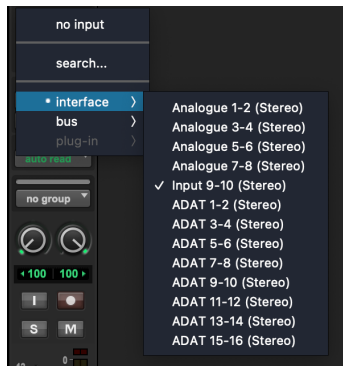 no input
search...
interface
bus
plug-in
Analogue 1-2 (Stereo)
Analogue 3-4 (Stereo)
Analogue 5-6 (Stereo)
Analogue 7-8 (Stereo)
✓ Input 9-10 (Stereo)
ADAT 1-2 (Stereo)
ADAT 3-4 (Stereo)
ADAT 5-6 (Stereo)
ADAT 7-8 (Stereo)
ADAT 9-10 (Stereo)
ADAT 11-12 (Stereo)
ADAT 13-14 (Stereo)
ADAT 15-16 (Stereo)
auto read
no group
100 100
I
S M
0